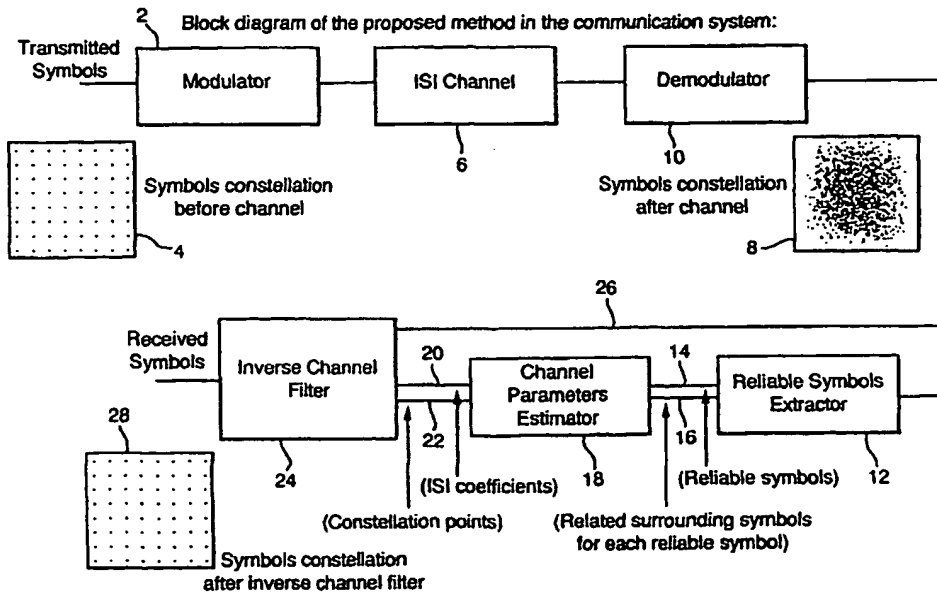 Block diagram of the proposed method in the communication system:
2
Transmitted
Symbols
Modulator
ISI Channel
Demodulator
6
10
Symbols constellation
before channel
4
Symbols constellation
after channel
8
26
Received
Symbols
Inverse Channel
Filter
20
22
Channel
Parameters
Estimator
14
16
Reliable Symbols
Extractor
28
24
18
12
(ISI coefficients)
(Reliable symbols)
(Constellation points)
(Related surrounding symbols
for each reliable symbol)
Symbols constellation
after inverse channel filter